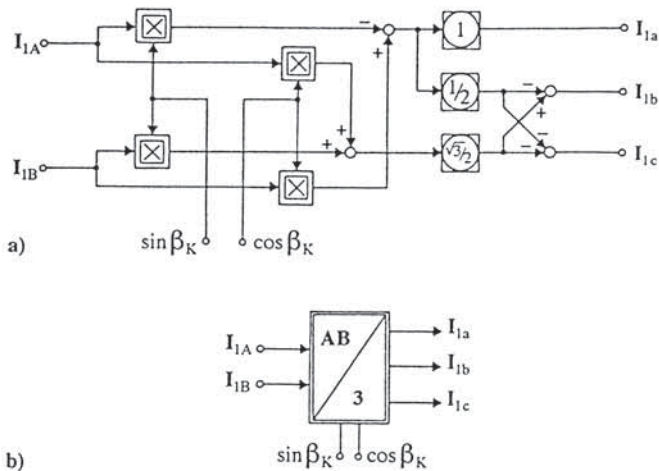 I1A
I1B
− + 1 I1a
1/2 − + I1b
+ + √3/2 − − I1c
sin βK cos βK
a)
I1A
I1B
AB
3
I1a
I1b
I1c
sin βK cos βK
b)